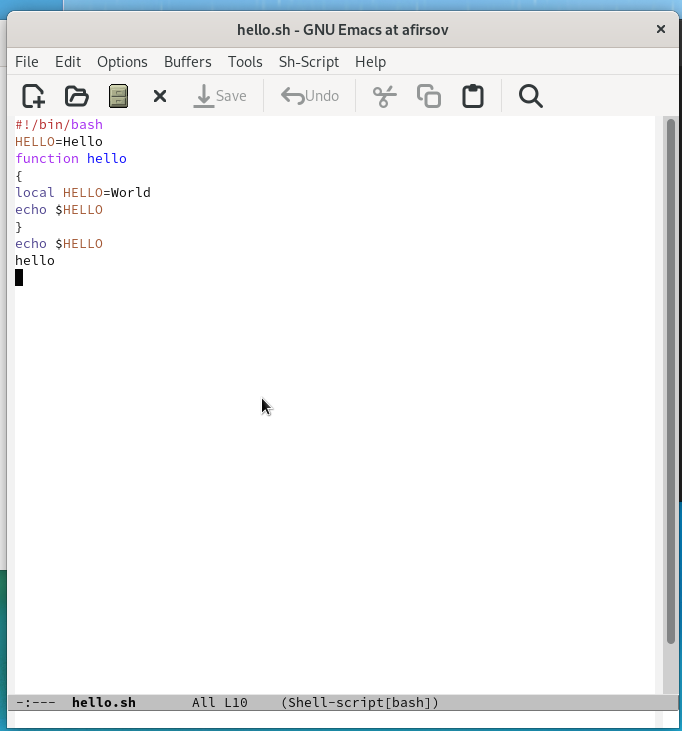 hello.sh - GNU Emacs at afirsov
File Edit Options Buffers Tools Sh-Script Help
Save Undo
#!/bin/bash
HELLO=Hello
function hello
{
local HELLO=World
echo $HELLO
}
echo $HELLO
hello
-:--- hello.sh All L10 (Shell-script[bash])